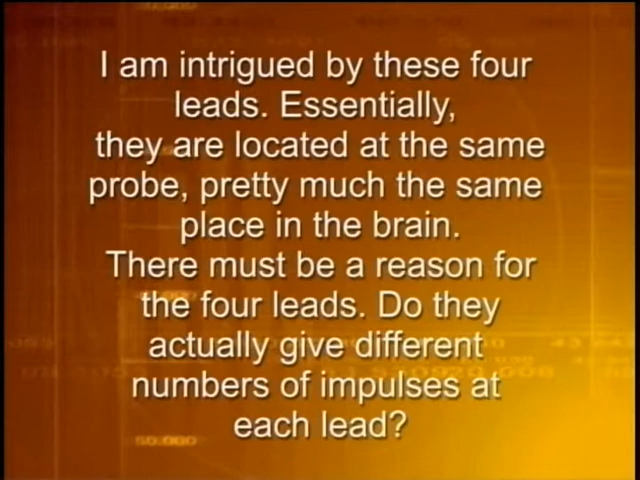 I am intrigued by these four
leads. Essentially,
they are located at the same
probe, pretty much the same
place in the brain.
There must be a reason for
the four leads. Do they
actually give different
numbers of impulses at
each lead?
50.000